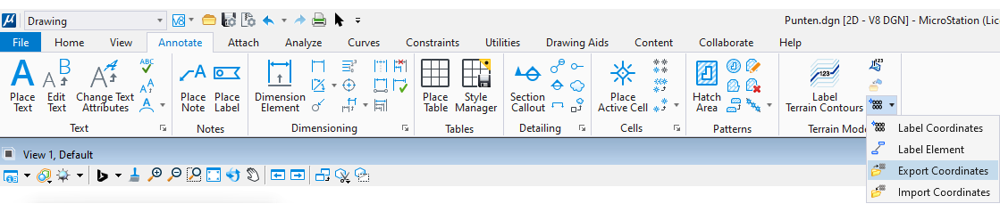 Drawing
Punten.dgn [2D - V8 DGN] - MicroStation (Lic
File Home View Annotate Attach Analyze Curves Constraints Utilities Drawing Aids Content Collaborate Help
Place Text
Edit Text
Change Text Attributes
ABC
Place Note
Place Label
Dimension Element
Place Table
Style Manager
Section Callout
Place Active Cell
Hatch Area
123
Label Terrain Contours
123
Text Notes Dimensioning Tables Detailing Cells Patterns Terrain Mod
Label Coordinates
Label Element
Export Coordinates
Import Coordinates
View 1, Default